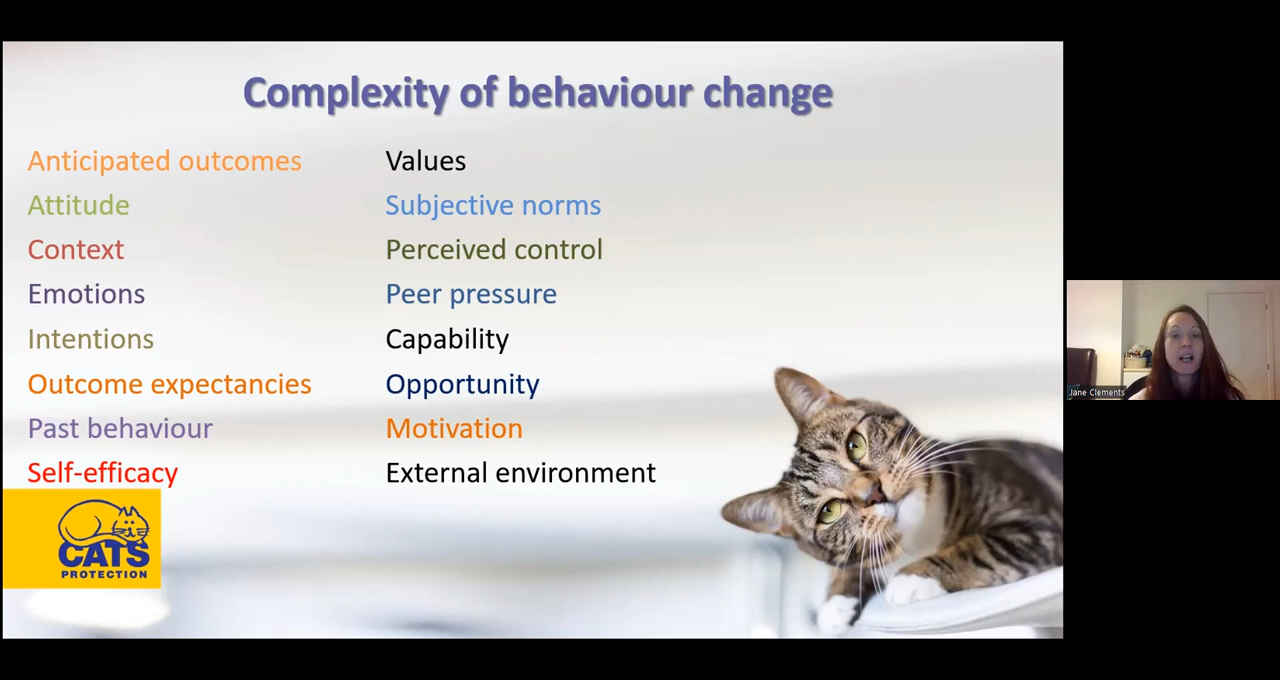 Complexity of behaviour change
Anticipated outcomes
Attitude
Context
Emotions
Intentions
Outcome expectancies
Past behaviour
Self-efficacy
Values
Subjective norms
Perceived control
Peer pressure
Capability
Opportunity
Motivation
External environment
CATS
PROTECTION
Jane Clements